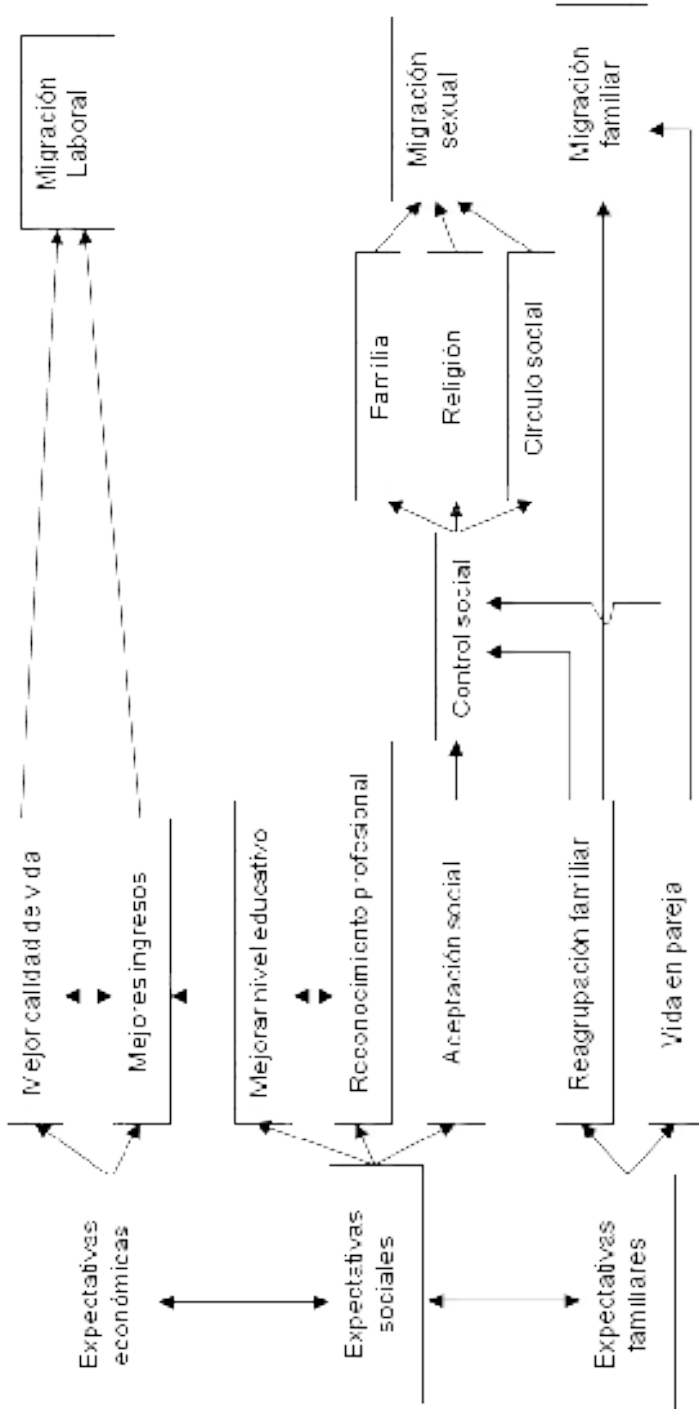 Expectativas
económicas
Expectativas
sociales
Expectativas
familiares
Mejor calidad de vida
Mejores ingresos
Mejorar nivel educativo
Reconocimiento profesional
Aceptación social
Reagrupación familiar
Vida en pareja
Control social
Familia
Religión
Círculo social
Migración
Laboral
Migración
sexual
Migración
familiar